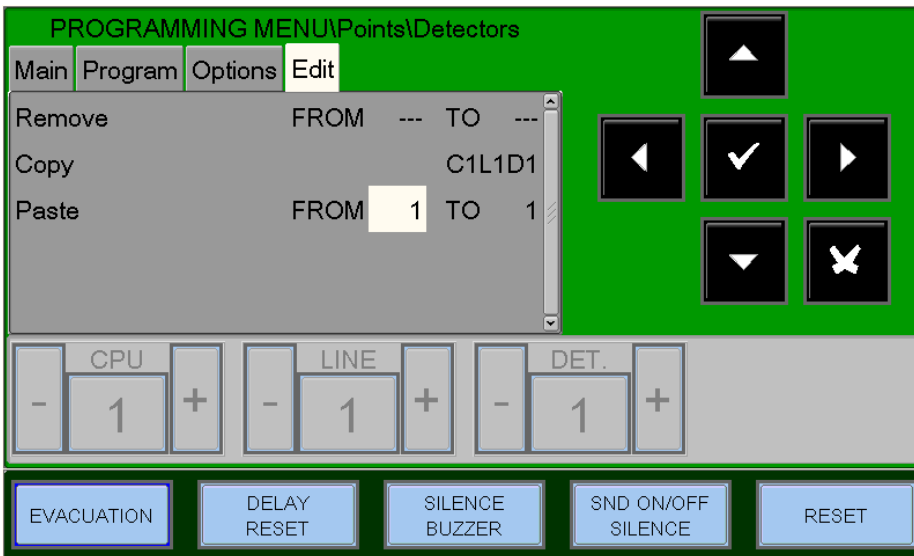 PROGRAMMING MENU\Points\Detectors
Main Program Options Edit
Remove FROM --- TO ---
Copy C1L1D1
Paste FROM 1 TO 1
CPU LINE DET.
- 1 + - 1 + - 1 +
EVACUATION DELAY RESET SILENCE BUZZER SND ON/OFF SILENCE RESET